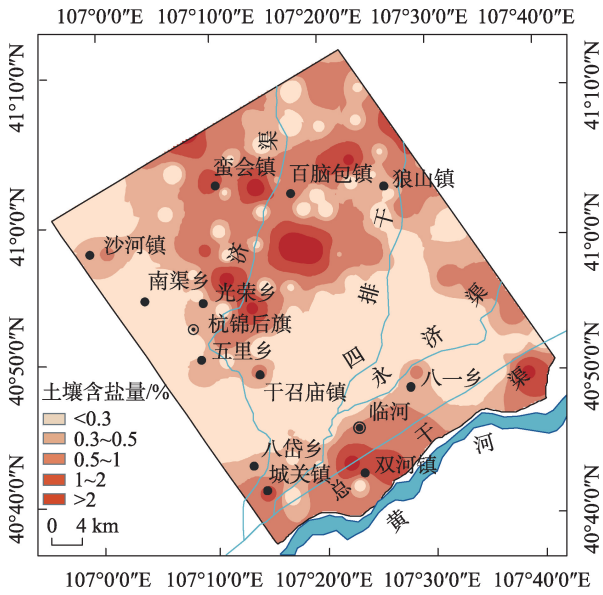 107°0′0″E 107°10′0″E 107°20′0″E 107°30′0″E 107°40′0″E
41°10′0″N
41°0′0″N
40°50′0″N
40°40′0″N
41°10′0″N
41°0′0″N
40°50′0″N
40°40′0″N
渠
济
蛮会镇
百脑包镇
狼山镇
干
排
四
沙河镇
南渠乡
光荣乡
杭锦后旗
五里乡
干召庙镇
渠
济
永
八一乡
临河
渠
干
总
河
黄
八岱乡
城关镇
双河镇
土壤含盐量/%
<0.3
0.3~0.5
0.5~1
1~2
>2
0 4 km
107°0′0″E 107°10′0″E 107°20′0″E 107°30′0″E 107°40′0″E